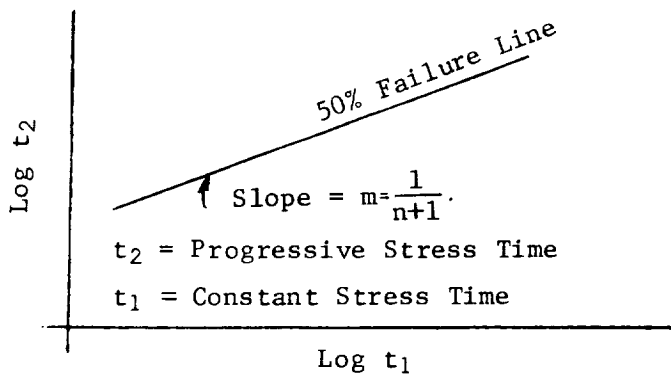 50% Failure Line
Log t₂
Slope = m=1/(n+1).
t₂ = Progressive Stress Time
t₁ = Constant Stress Time
Log t₁